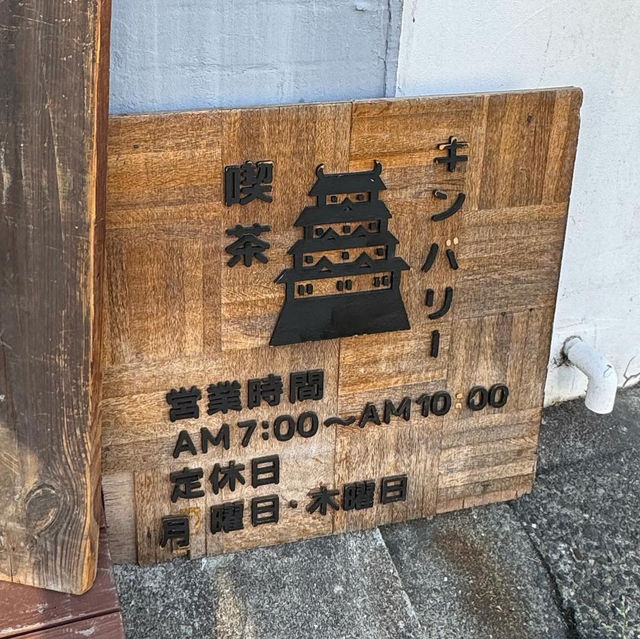 キンバリー
喫茶
営業時間
AM7:00～AM10:00
定休日
月曜日・木曜日